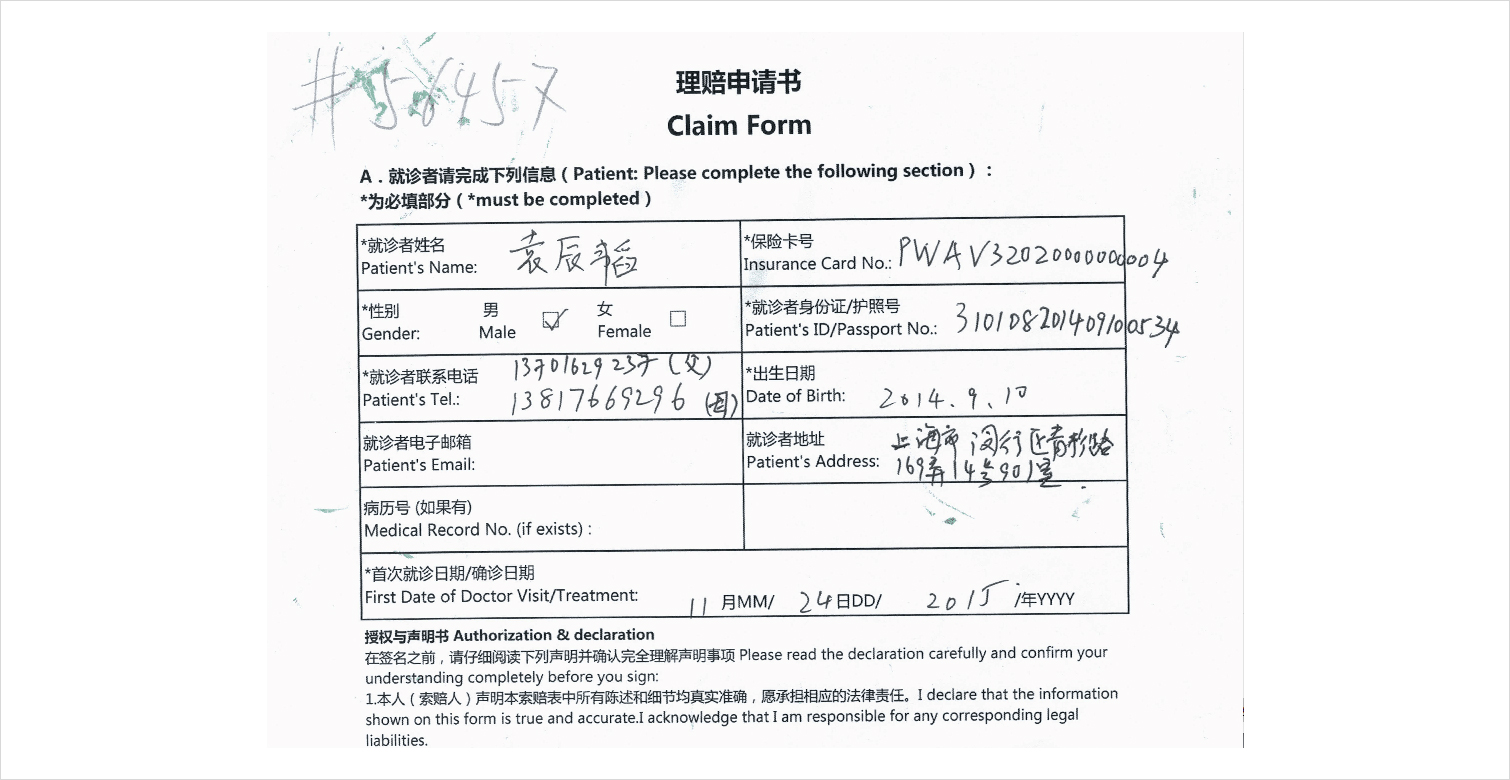 #58457
理赔申请书
Claim Form
A．就诊者请完成下列信息（Patient: Please complete the following section）：
*为必填部分（*must be completed）
*就诊者姓名 袁辰韬 *保险卡号
Patient's Name: Insurance Card No.: PWAV3202000000004
*性别 男 女 *就诊者身份证/护照号
Gender: Male Female Patient's ID/Passport No.: 310108201409100534
*就诊者联系电话 13701629237（父） *出生日期
Patient's Tel.: 13817669296（母） Date of Birth: 2014.9.10
就诊者电子邮箱 就诊者地址 上海市闵行区青杉路
Patient's Email: Patient's Address: 169弄14号901室.
病历号 (如果有)
Medical Record No. (if exists) :
*首次就诊日期/确诊日期
First Date of Doctor Visit/Treatment: 11 月MM/ 24日DD/ 2015 /年YYYY
授权与声明书 Authorization & declaration
在签名之前，请仔细阅读下列声明并确认完全理解声明事项 Please read the declaration carefully and confirm your
understanding completely before you sign:
1.本人（索赔人）声明本索赔表中所有陈述和细节均真实准确，愿承担相应的法律责任。I declare that the information
shown on this form is true and accurate.I acknowledge that I am responsible for any corresponding legal
liabilities.